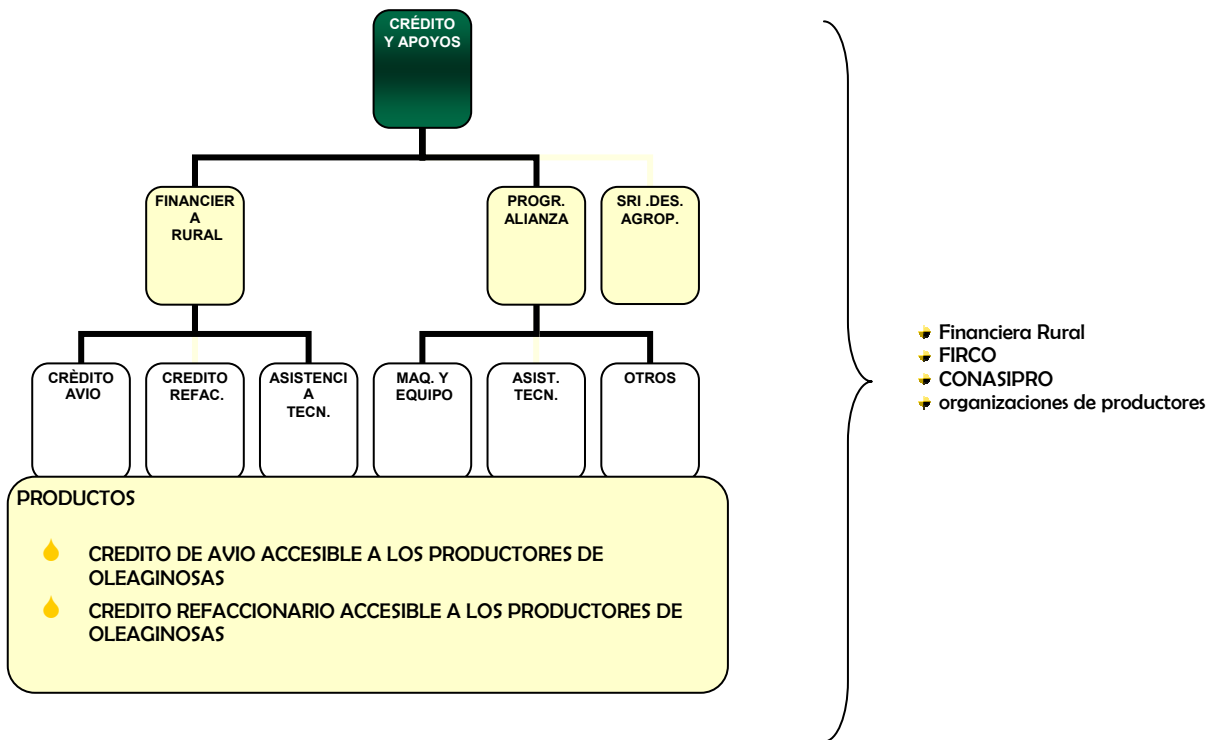 CRÉDITO
Y APOYOS
FINANCIER
A
RURAL
PROGR.
ALIANZA
SRI .DES.
AGROP.
CRÈDITO
AVIO
CREDITO
REFAC.
ASISTENCI
A
TECN.
MAQ. Y
EQUIPO
ASIST.
TECN.
OTROS
Financiera Rural
FIRCO
CONASIPRO
organizaciones de productores
PRODUCTOS
CREDITO DE AVIO ACCESIBLE A LOS PRODUCTORES DE
OLEAGINOSAS
CREDITO REFACCIONARIO ACCESIBLE A LOS PRODUCTORES DE
OLEAGINOSAS